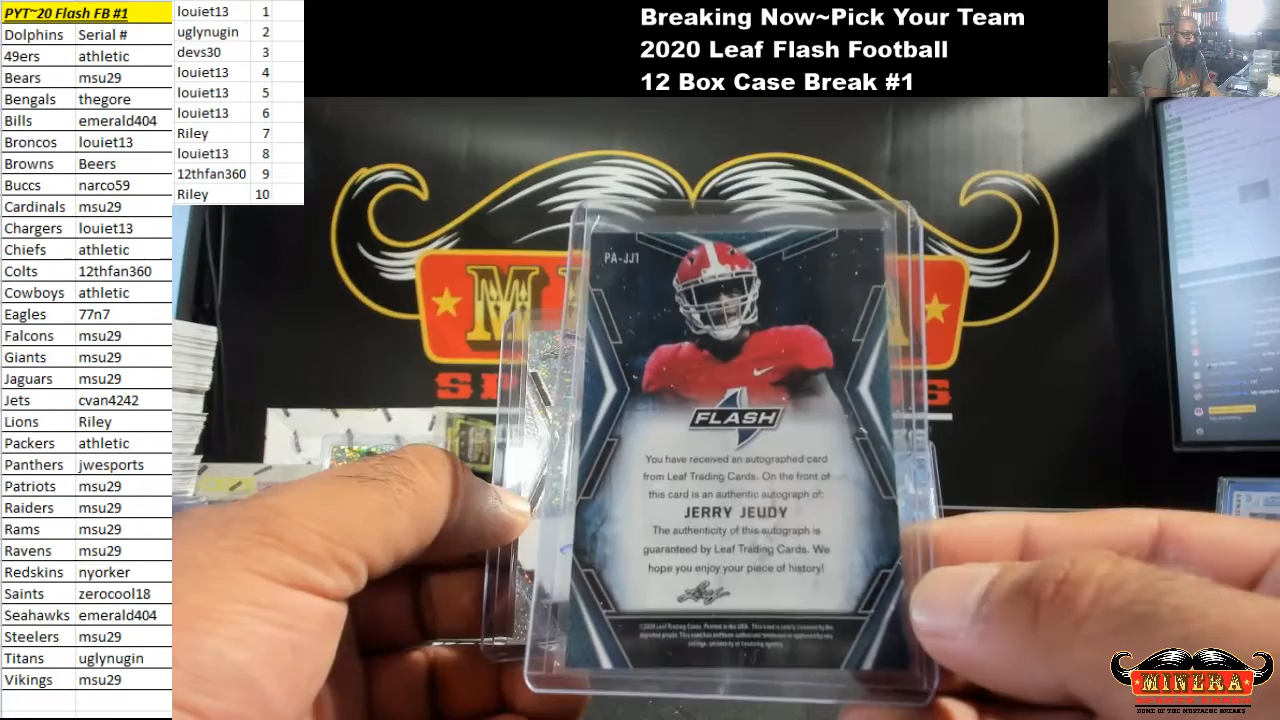 PYT~20 Flash FB #1
Dolphins Serial #
49ers athletic
Bears msu29
Bengals thegore
Bills emerald404
Broncos louiet13
Browns Beers
Buccs narco59
Cardinals msu29
Chargers louiet13
Chiefs athletic
Colts 12thfan360
Cowboys athletic
Eagles 77n7
Falcons msu29
Giants msu29
Jaguars msu29
Jets cvan4242
Lions Riley
Packers athletic
Panthers jwesports
Patriots msu29
Raiders msu29
Rams msu29
Ravens msu29
Redskins nyorker
Saints zerocool18
Seahawks emerald404
Steelers msu29
Titans uglynugin
Vikings msu29
louiet13 1
uglynugin 2
devs30 3
louiet13 4
louiet13 5
louiet13 6
Riley 7
louiet13 8
12thfan360 9
Riley 10
Breaking Now~Pick Your Team
2020 Leaf Flash Football
12 Box Case Break #1
PA-JJ1
FLASH
You have received an autographed card
from Leaf Trading Cards. On the front of
this card is an authentic autograph of:
JERRY JEUDY
The authenticity of this autograph is
guaranteed by Leaf Trading Cards. We
hope you enjoy your piece of history!
Leaf
MINERA
HOME OF THE MUSTACHE BREAKS